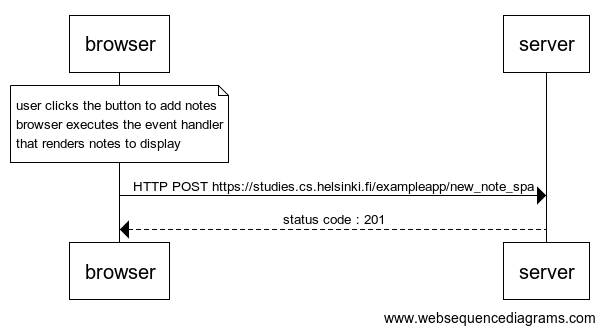 browser
server
user clicks the button to add notes
browser executes the event handler
that renders notes to display
HTTP POST https://studies.cs.helsinki.fi/exampleapp/new_note_spa
status code : 201
browser
server
www.websequencediagrams.com